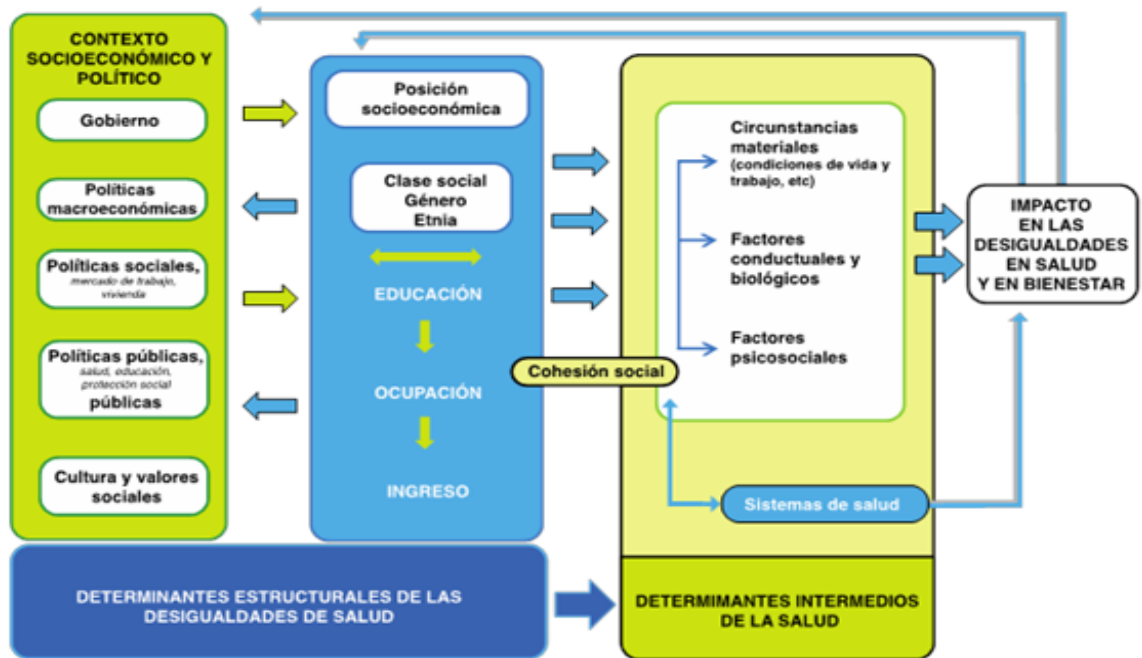 CONTEXTO
SOCIOECONÓMICO Y
POLÍTICO
Gobierno
Políticas
macroeconómicas
Políticas sociales,
mercado de trabajo,
vivienda
Políticas públicas,
salud, educación,
protección social
públicas
Cultura y valores
sociales
Posición
socioeconómica
Clase social
Género
Etnia
EDUCACIÓN
OCUPACIÓN
INGRESO
Cohesión social
Circunstancias
materiales
(condiciones de vida y
trabajo, etc)
Factores
conductuales y
biológicos
Factores
psicosociales
Sistemas de salud
IMPACTO
EN LAS
DESIGUALDADES
EN SALUD
Y EN BIENESTAR
DETERMINANTES ESTRUCTURALES DE LAS
DESIGUALDADES DE SALUD
DETERMIMANTES INTERMEDIOS
DE LA SALUD